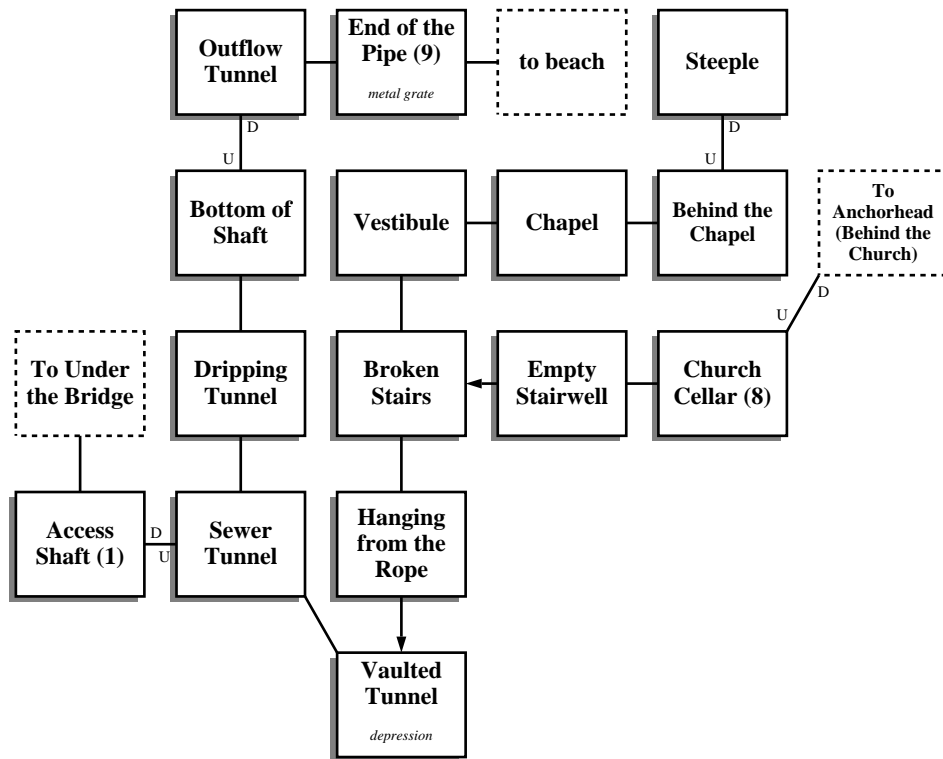 Outflow
Tunnel
End of the
Pipe (9)
metal grate
to beach
Steeple
D
U
D
U
Bottom of
Shaft
Vestibule
Chapel
Behind the
Chapel
To
Anchorhead
(Behind the
Church)
D
U
To Under
the Bridge
Dripping
Tunnel
Broken
Stairs
Empty
Stairwell
Church
Cellar (8)
Access
Shaft (1)
D
U
Sewer
Tunnel
Hanging
from the
Rope
Vaulted
Tunnel
depression